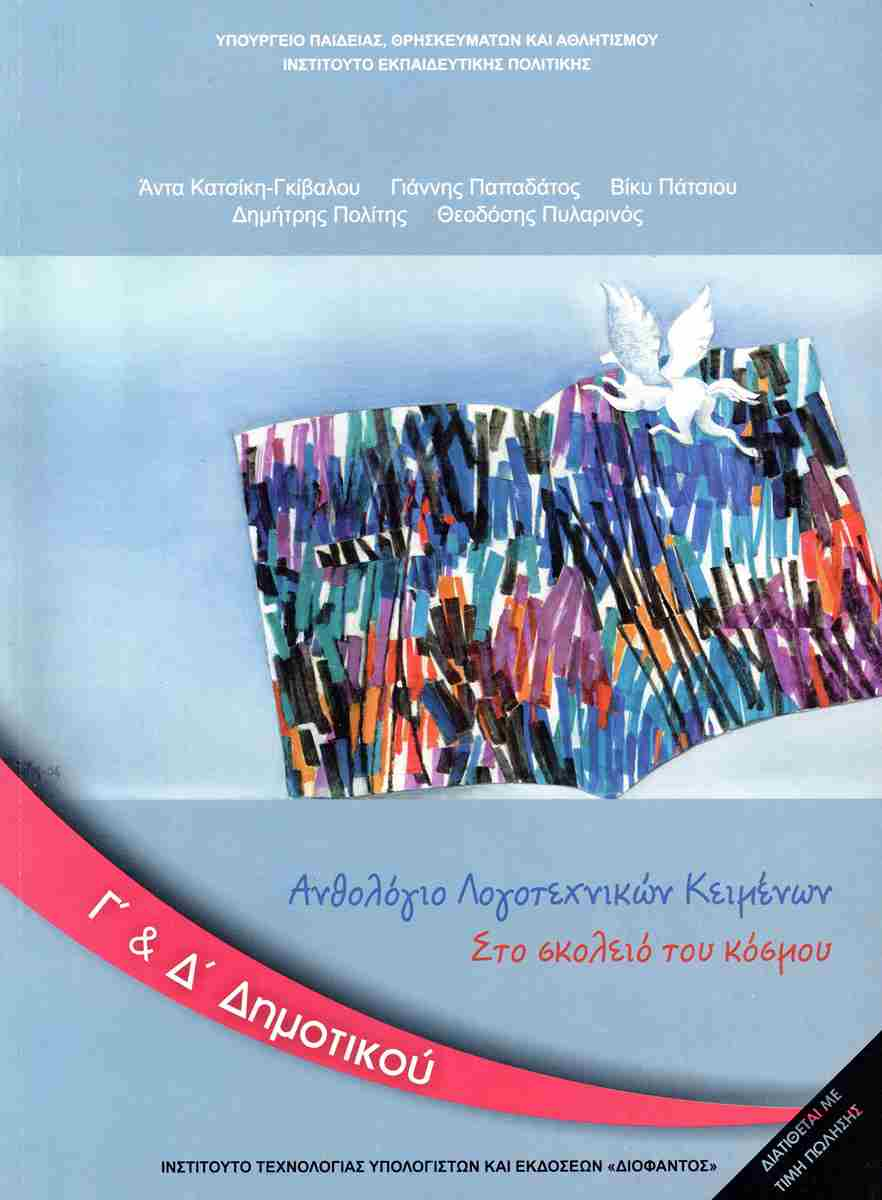 ΥΠΟΥΡΓΕΙΟ ΠΑΙΔΕΙΑΣ, ΘΡΗΣΚΕΥΜΑΤΩΝ ΚΑΙ ΑΘΛΗΤΙΣΜΟΥ
ΙΝΣΤΙΤΟΥΤΟ ΕΚΠΑΙΔΕΥΤΙΚΗΣ ΠΟΛΙΤΙΚΗΣ
Άντα Κατσίκη-Γκίβαλου Γιάννης Παπαδάτος Βίκυ Πάτσιου
Δημήτρης Πολίτης Θεοδόσης Πυλαρινός
Ανθολόγιο Λογοτεχνικών Κειμένων
Στο σκολειό του κόσμου
Γ΄ & Δ΄ Δημοτικού
ΔΙΑΤΙΘΕΤΑΙ ΜΕ
ΤΙΜΗ ΠΩΛΗΣΗΣ
ΙΝΣΤΙΤΟΥΤΟ ΤΕΧΝΟΛΟΓΙΑΣ ΥΠΟΛΟΓΙΣΤΩΝ ΚΑΙ ΕΚΔΟΣΕΩΝ «ΔΙΟΦΑΝΤΟΣ»